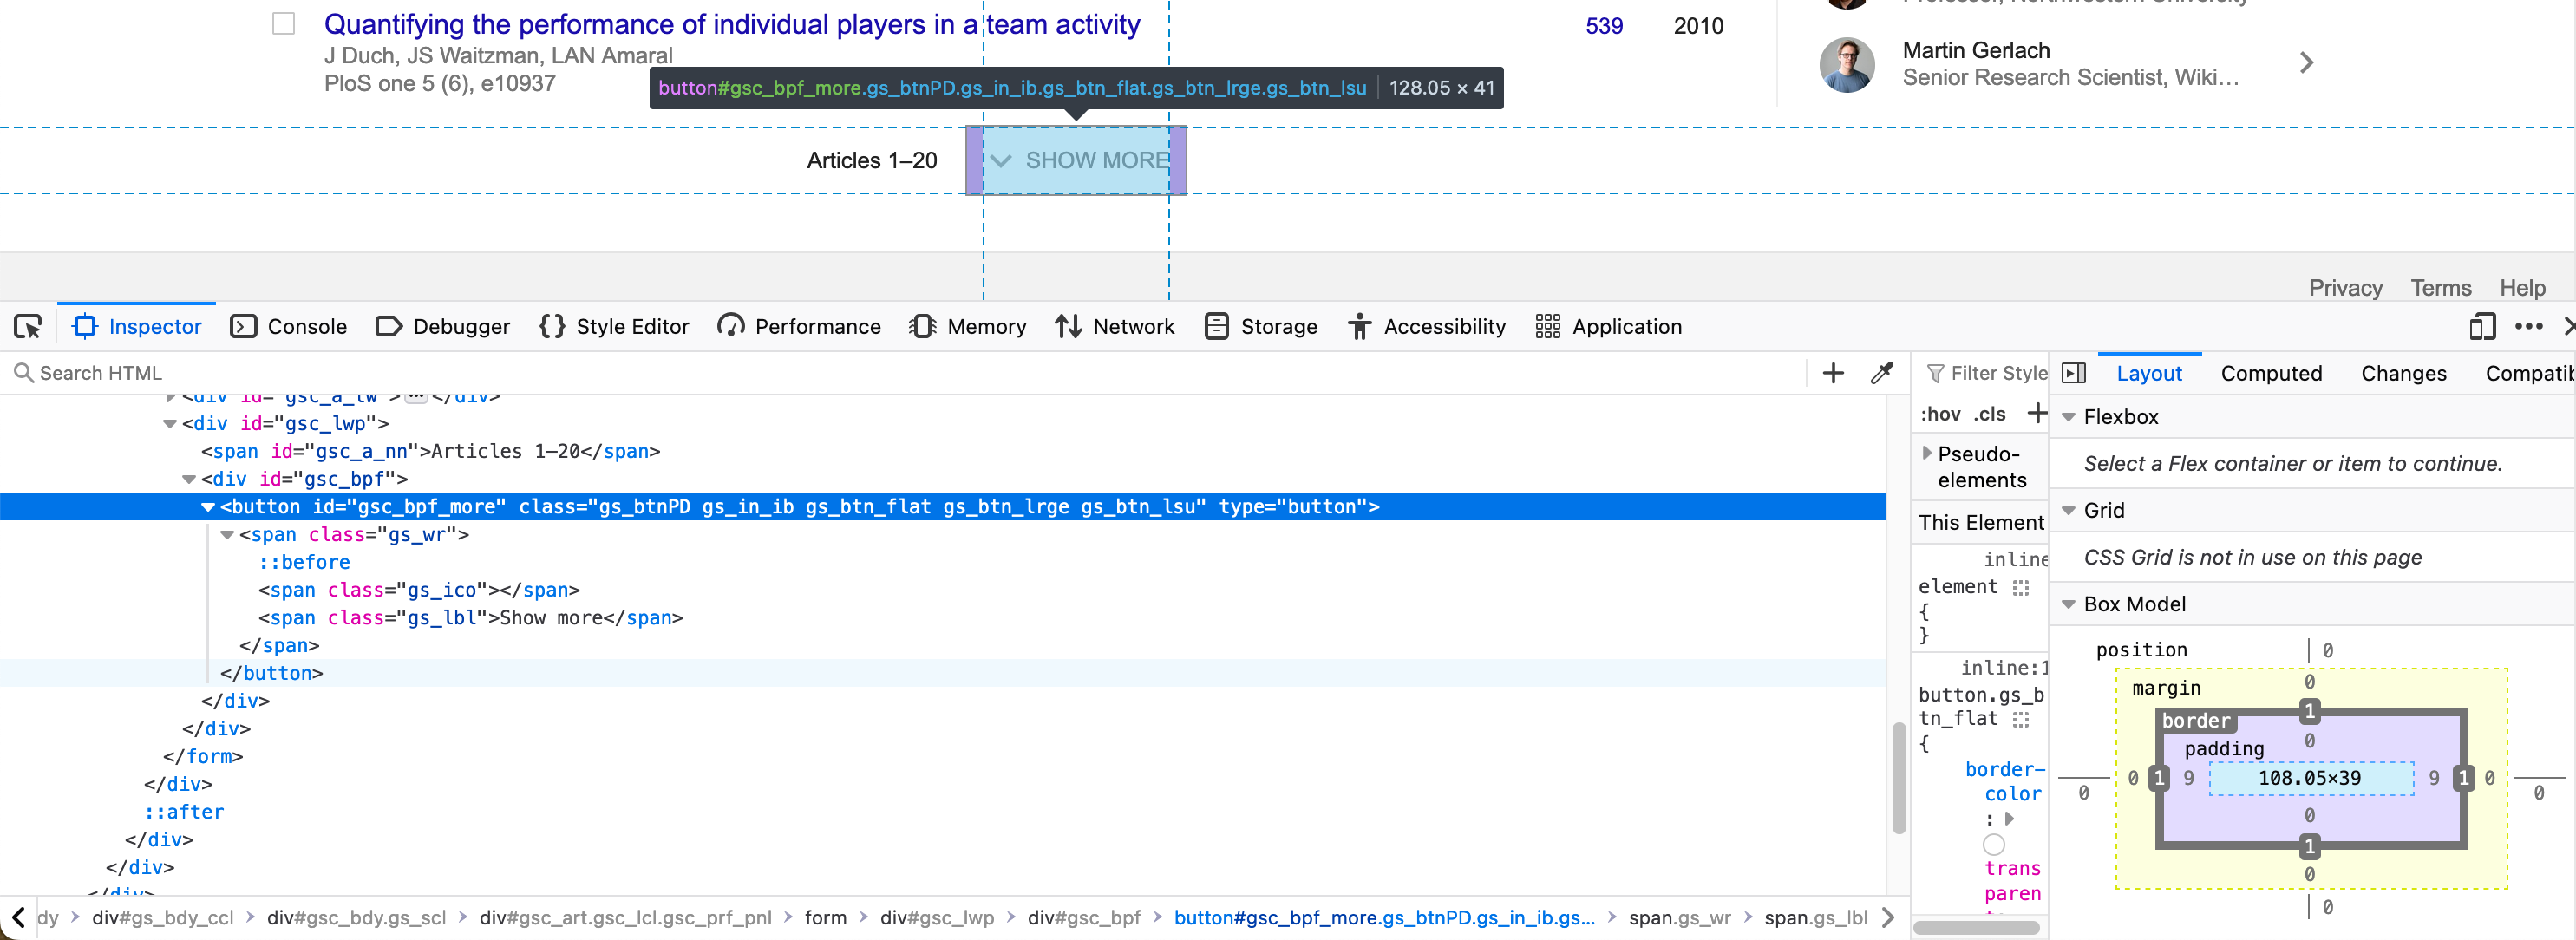 Quantifying the performance of individual players in a team activity
539
2010
J Duch, JS Waitzman, LAN Amaral
PloS one 5 (6), e10937
Martin Gerlach
Senior Research Scientist, Wiki…
button#gsc_bpf_more.gs_btnPD.gs_in_ib.gs_btn_flat.gs_btn_lrge.gs_btn_lsu
128.05 × 41
Articles 1–20
SHOW MORE
Privacy
Terms
Help
Inspector
Console
Debugger
Style Editor
Performance
Memory
Network
Storage
Accessibility
Application
Search HTML
Filter Style
Layout
Computed
Changes
:hov .cls
<div id="gsc_lwp">
<span id="gsc_a_nn">Articles 1–20</span>
<div id="gsc_bpf">
<button id="gsc_bpf_more" class="gs_btnPD gs_in_ib gs_btn_flat gs_btn_lrge gs_btn_lsu" type="button">
<span class="gs_wr">
::before
<span class="gs_ico"></span>
<span class="gs_lbl">Show more</span>
</span>
</button>
</div>
</div>
</form>
</div>
::after
</div>
</div>
Pseudo-
elements
This Element
inline
element
{
}
inline:1
button.gs_b
tn_flat
{
border-
color
:
trans
paren
Flexbox
Select a Flex container or item to continue.
Grid
CSS Grid is not in use on this page
Box Model
position
0
margin
0
border
1
padding
0
0
0
1
9
108.05×39
9
1
0
0
0
1
0
0
dy
div#gs_bdy_ccl
div#gsc_bdy.gs_scl
div#gsc_art.gsc_lcl.gsc_prf_pnl
form
div#gsc_lwp
div#gsc_bpf
button#gsc_bpf_more.gs_btnPD.gs_in_ib.gs...
span.gs_wr
span.gs_lbl